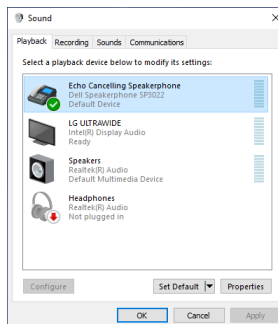 Sound
Playback Recording Sounds Communications
Select a playback device below to modify its settings:
Echo Cancelling Speakerphone
Dell Speakerphone SP3022
Default Device
LG ULTRAWIDE
Intel(R) Display Audio
Ready
Speakers
Realtek(R) Audio
Default Multimedia Device
Headphones
Realtek(R) Audio
Not plugged in
Configure Set Default Properties
OK Cancel Apply